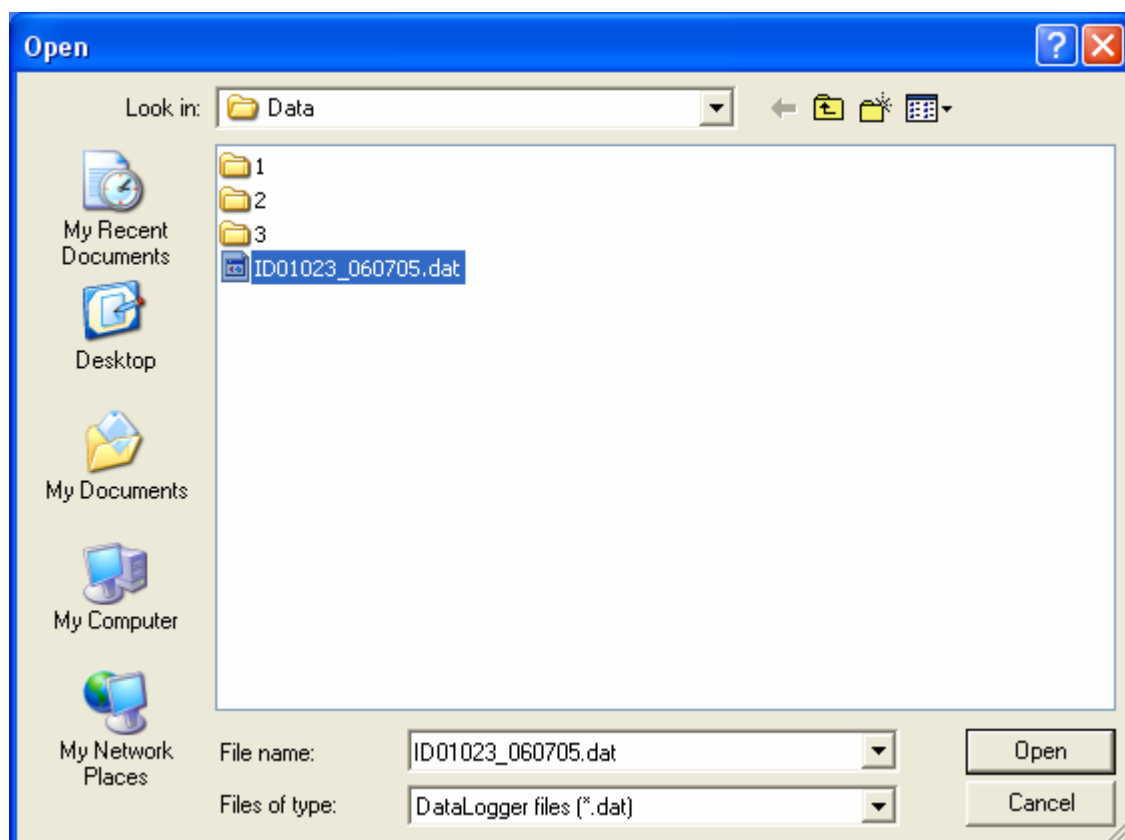 Open
Look in: Data
1
2
3
ID01023_060705.dat
My Recent
Documents
Desktop
My Documents
My Computer
My Network
Places
File name: ID01023_060705.dat Open
Files of type: DataLogger files (*.dat) Cancel